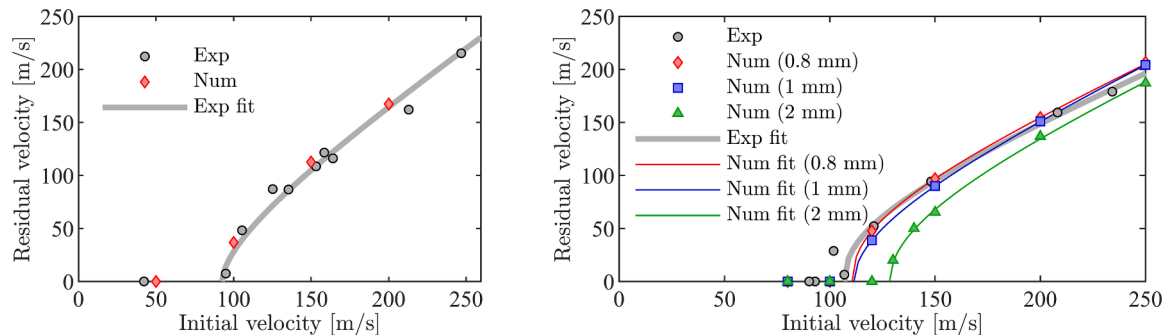 250
200
150
100
50
0
Residual velocity [m/s]
Exp
Num
Exp fit
0 50 100 150 200 250
Initial velocity [m/s]
250
200
150
100
50
0
Residual velocity [m/s]
Exp
Num (0.8 mm)
Num (1 mm)
Num (2 mm)
Exp fit
Num fit (0.8 mm)
Num fit (1 mm)
Num fit (2 mm)
0 50 100 150 200 250
Initial velocity [m/s]